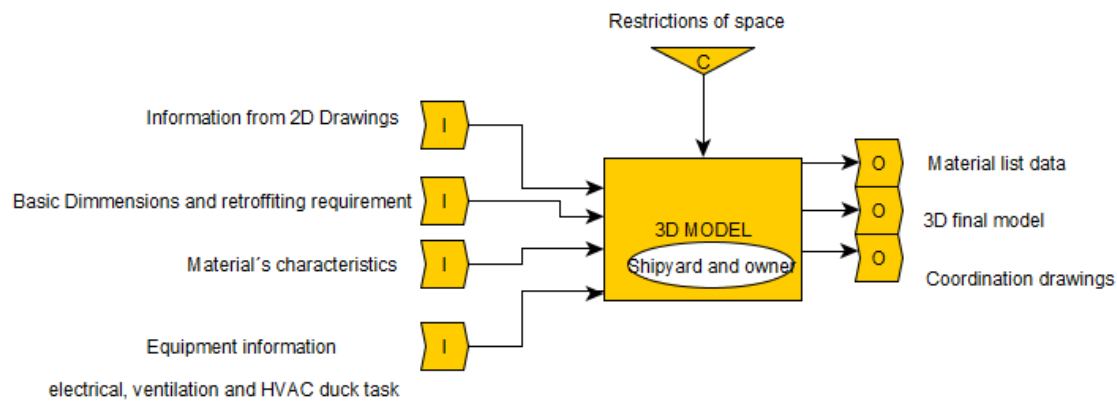 Restrictions of space
C
Information from 2D Drawings
I
Basic Dimmensions and retroffiting requirement
I
Material´s characteristics
I
Equipment information
I
electrical, ventilation and HVAC duck task
3D MODEL
Shipyard and owner
O
Material list data
O
3D final model
O
Coordination drawings